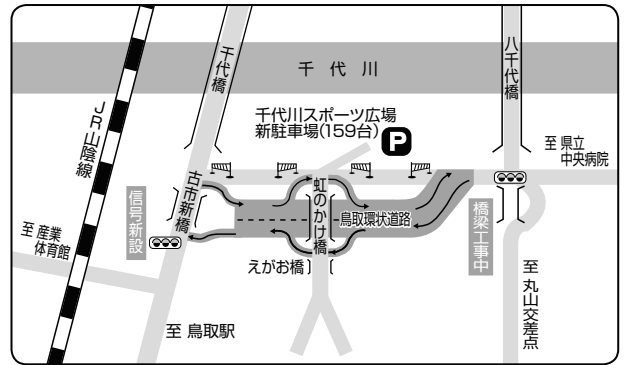 千代橋
八千代橋
千代川
JR山陰線
千代川スポーツ広場
新駐車場(159台)
P
至 県立
中央病院
古市新橋
信号新設
虹のかけ橋
鳥取環状道路
橋梁工事中
至 産業
体育館
えがお橋
至 丸山交差点
至 鳥取駅